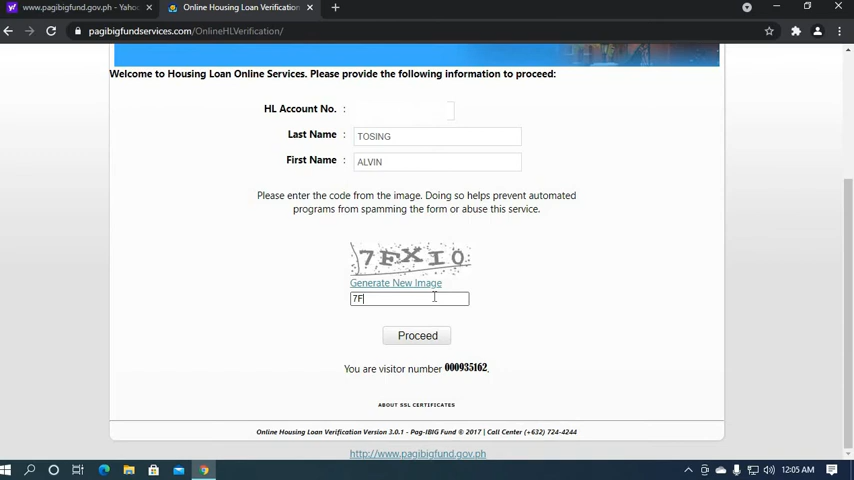 www.pagibigfund.gov.ph - Yaho
Online Housing Loan Verification
pagibigfundservices.com/OnlineHLVerification/
Welcome to Housing Loan Online Services. Please provide the following information to proceed:
HL Account No. :
Last Name : TOSING
First Name : ALVIN
Please enter the code from the image. Doing so helps prevent automated
programs from spamming the form or abuse this service.
7FXIO
Generate New Image
7F
Proceed
You are visitor number 000935162.
ABOUT SSL CERTIFICATES
Online Housing Loan Verification Version 3.0.1 - Pag-IBIG Fund © 2017 | Call Center (+632) 724-4244
http://www.pagibigfund.gov.ph
12:05 AM